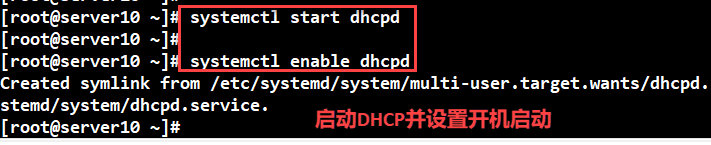 [root@server10 ~]# systemctl start dhcpd
[root@server10 ~]#
[root@server10 ~]# systemctl enable dhcpd
Created symlink from /etc/systemd/system/multi-user.target.wants/dhcpd.
stemd/system/dhcpd.service.
[root@server10 ~]#
启动DHCP并设置开机启动